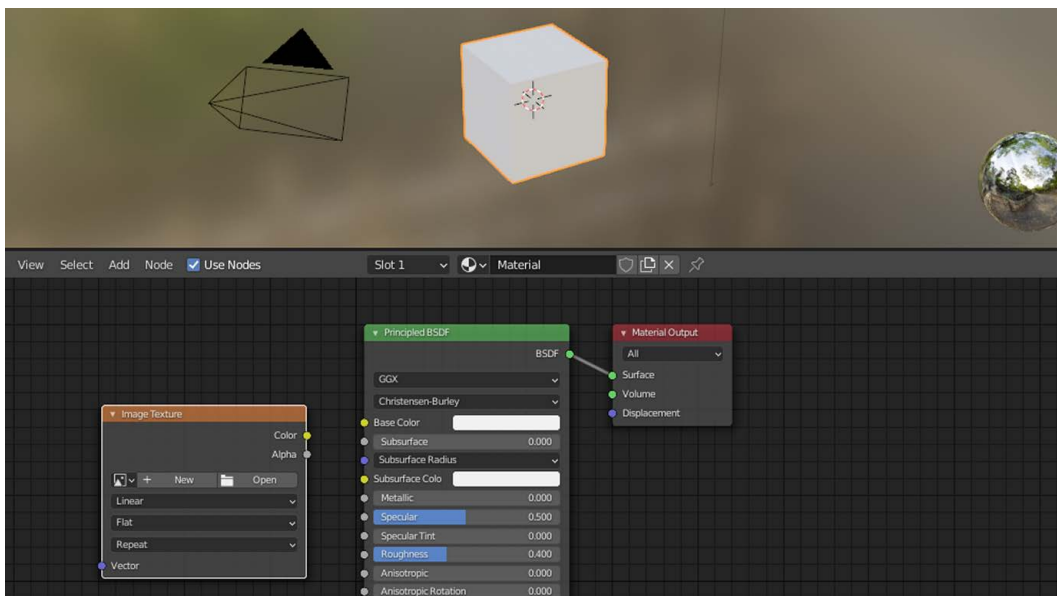 View Select Add Node Use Nodes Slot 1 Material
Principled BSDF
BSDF
GGX
Christensen-Burley
Base Color
Subsurface 0.000
Subsurface Radius
Subsurface Colo
Metallic 0.000
Specular 0.500
Specular Tint 0.000
Roughness 0.400
Anisotropic 0.000
Anisotropic Rotation 0.000
Material Output
All
Surface
Volume
Displacement
Image Texture
Color
Alpha
+ New Open
Linear
Flat
Repeat
Vector